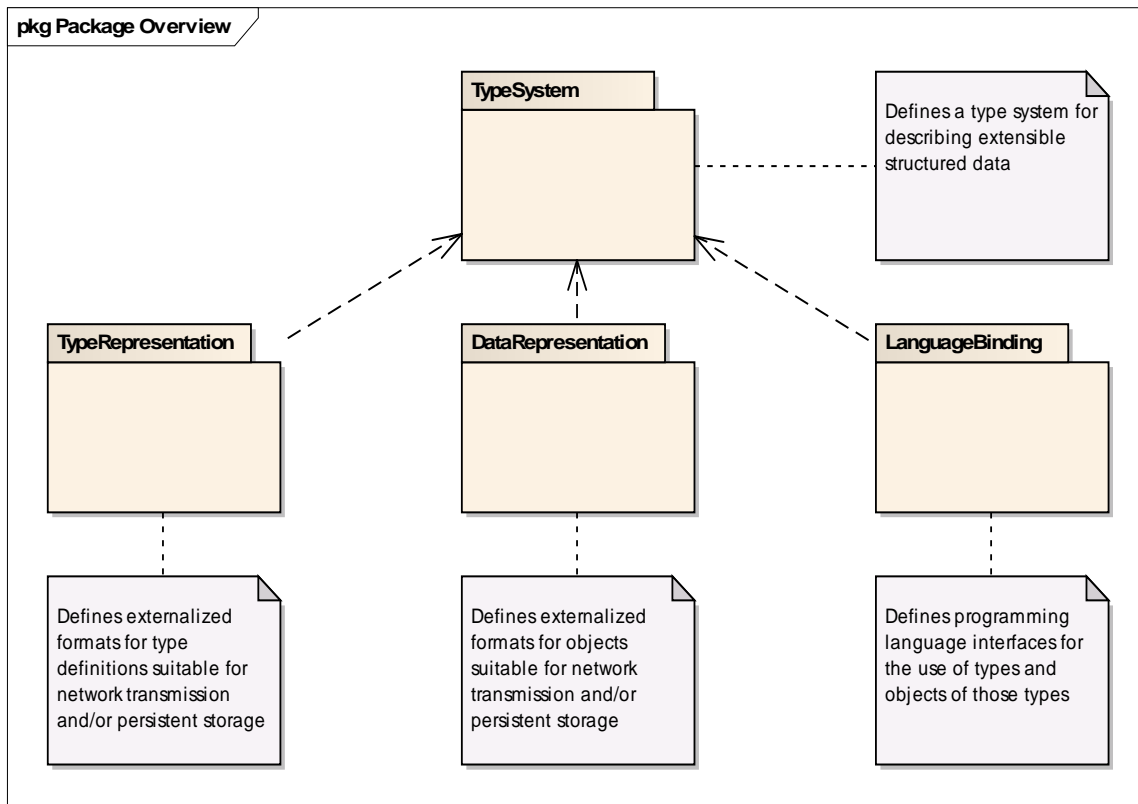 pkg Package Overview
TypeSystem
Defines a type system for
describing extensible
structured data
TypeRepresentation
DataRepresentation
LanguageBinding
Defines externalized
formats for type
definitions suitable for
network transmission
and/or persistent storage
Defines externalized
formats for objects
suitable for network
transmission and/or
persistent storage
Defines programming
language interfaces for
the use of types and
objects of those types